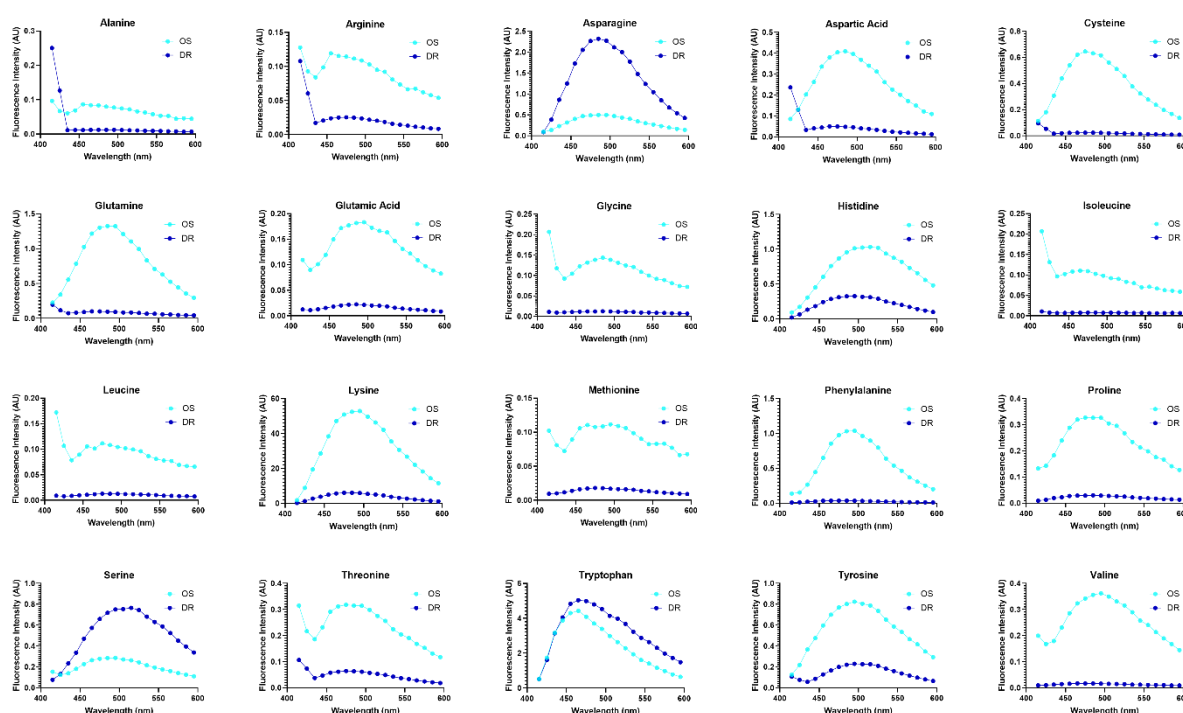 Alanine
Fluorescence Intensity (AU)
0.3
0.2
0.1
0.0
400 450 500 550 600
Wavelength (nm)
OS
DR
Arginine
Fluorescence Intensity (AU)
0.15
0.10
0.05
0.00
400 450 500 550 600
Wavelength (nm)
OS
DR
Asparagine
Fluorescence Intensity (AU)
2.5
2.0
1.5
1.0
0.5
0.0
400 450 500 550 600
Wavelength (nm)
OS
DR
Aspartic Acid
Fluorescence Intensity (AU)
0.6
0.4
0.2
0.0
400 450 500 550 600
Wavelength (nm)
OS
DR
Cysteine
Fluorescence Intensity (AU)
0.8
0.6
0.4
0.2
0.0
400 450 500 550 600
Wavelength (nm)
OS
DR
Glutamine
Fluorescence Intensity (AU)
1.5
1.0
0.5
0.0
400 450 500 550 600
Wavelength (nm)
OS
DR
Glutamic Acid
Fluorescence Intensity (AU)
0.20
0.15
0.10
0.05
0.00
400 450 500 550 600
Wavelength (nm)
OS
DR
Glycine
Fluorescence Intensity (AU)
0.25
0.20
0.15
0.10
0.05
0.00
400 450 500 550 600
Wavelength (nm)
OS
DR
Histidine
Fluorescence Intensity (AU)
1.5
1.0
0.5
0.0
400 450 500 550 600
Wavelength (nm)
OS
DR
Isoleucine
Fluorescence Intensity (AU)
0.25
0.20
0.15
0.10
0.05
0.00
400 450 500 550 600
Wavelength (nm)
OS
DR
Leucine
Fluorescence Intensity (AU)
0.20
0.15
0.10
0.05
0.00
400 450 500 550 600
Wavelength (nm)
OS
DR
Lysine
Fluorescence Intensity (AU)
60
40
20
0
400 450 500 550 600
Wavelength (nm)
OS
DR
Methionine
Fluorescence Intensity (AU)
0.15
0.10
0.05
0.00
400 450 500 550 600
Wavelength (nm)
OS
DR
Phenylalanine
Fluorescence Intensity (AU)
1.5
1.0
0.5
0.0
400 450 500 550 600
Wavelength (nm)
OS
DR
Proline
Fluorescence Intensity (AU)
0.4
0.3
0.2
0.1
0.0
400 450 500 550 600
Wavelength (nm)
OS
DR
Serine
Fluorescence Intensity (AU)
1.0
0.8
0.6
0.4
0.2
0.0
400 450 500 550 600
Wavelength (nm)
OS
DR
Threonine
Fluorescence Intensity (AU)
0.4
0.3
0.2
0.1
0.0
400 450 500 550 600
Wavelength (nm)
OS
DR
Tryptophan
Fluorescence Intensity (AU)
6
4
2
0
400 450 500 550 600
Wavelength (nm)
OS
DR
Tyrosine
Fluorescence Intensity (AU)
1.0
0.8
0.6
0.4
0.2
0.0
400 450 500 550 600
Wavelength (nm)
OS
DR
Valine
Fluorescence Intensity (AU)
0.4
0.3
0.2
0.1
0.0
400 450 500 550 600
Wavelength (nm)
OS
DR